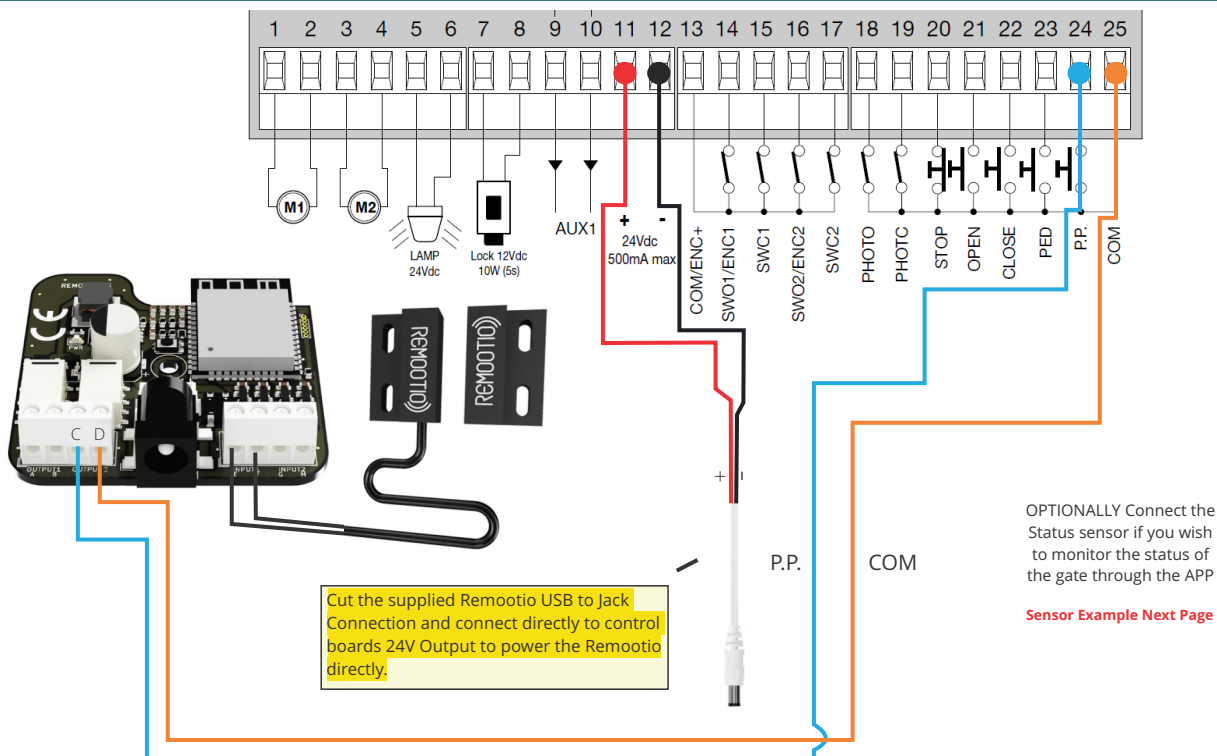 1 2 3 4 5 6 7 8 9 10 11 12 13 14 15 16 17 18 19 20 21 22 23 24 25
M1
M2
LAMP
24Vdc
Lock 12Vdc
10W (5s)
AUX1
+ -
24Vdc
500mA max
COM/ENC+
SWO1/ENC1
SWC1
SWO2/ENC2
SWC2
PHOTO
PHOTC
STOP
OPEN
CLOSE
PED
P.P.
COM
CE
PWR
C D
OUTPUT1
A B
OUTPUT2
INPUT2
E
G H
REMOOTIO
REMOOTIO
+ -
P.P.
COM
Cut the supplied Remootio USB to Jack
Connection and connect directly to control
boards 24V Output to power the Remootio
directly.
OPTIONALLY Connect the
Status sensor if you wish
to monitor the status of
the gate through the APP
Sensor Example Next Page